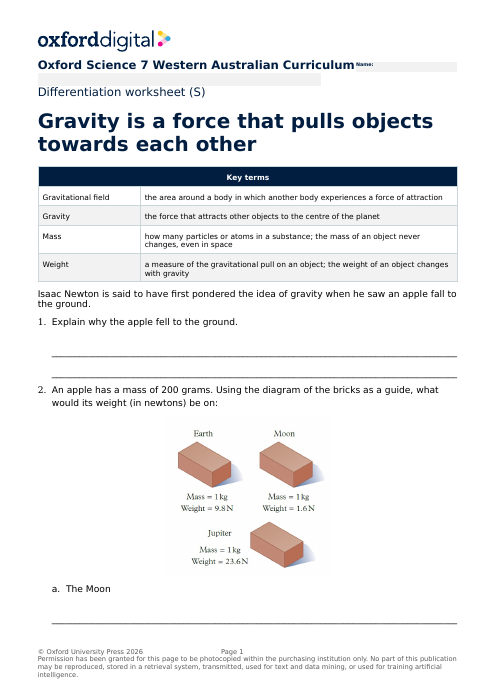 oxforddigital
Oxford Science 7 Western Australian Curriculum Name:
Differentiation worksheet (S)
Gravity is a force that pulls objects
towards each other
Key terms
Gravitational field the area around a body in which another body experiences a force of attraction
Gravity the force that attracts other objects to the centre of the planet
Mass how many particles or atoms in a substance; the mass of an object never
changes, even in space
Weight a measure of the gravitational pull on an object; the weight of an object changes
with gravity
Isaac Newton is said to have first pondered the idea of gravity when he saw an apple fall to
the ground.
1. Explain why the apple fell to the ground.
2. An apple has a mass of 200 grams. Using the diagram of the bricks as a guide, what
would its weight (in newtons) be on:
Earth Moon
Mass = 1 kg Mass = 1 kg
Weight = 9.8 N Weight = 1.6 N
Jupiter
Mass = 1 kg
Weight = 23.6 N
a. The Moon
© Oxford University Press 2026 Page 1
Permission has been granted for this page to be photocopied within the purchasing institution only. No part of this publication
may be reproduced, stored in a retrieval system, transmitted, used for text and data mining, or used for training artificial
intelligence.